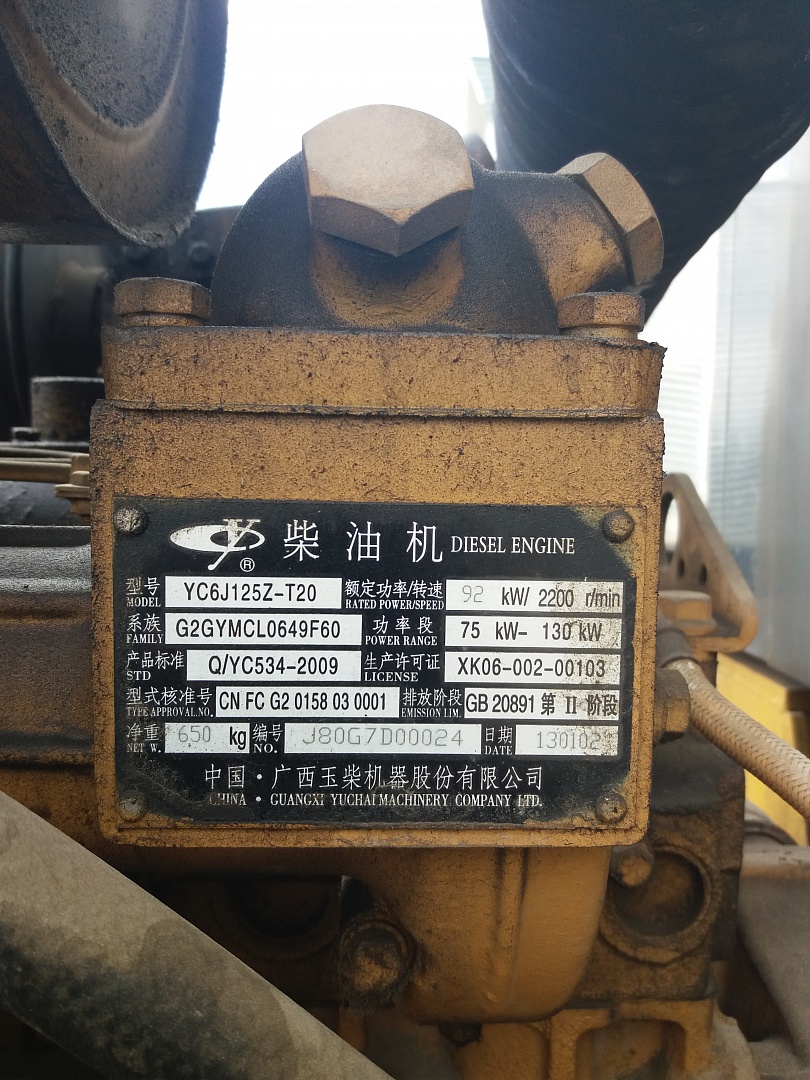 Y ® 柴油机 DIESEL ENGINE
型号 YC6J125Z-T20 额定功率/转速 92 kW/ 2200 r/min
MODEL RATED POWER/SPEED
系族 G2GYMCL0649F60 功率段 75 kW- 130 kW
FAMILY POWER RANGE
产品标准 Q/YC534-2009 生产许可证 XK06-002-00103
STD LICENSE
型式核准号 CN FC G2 0158 03 0001 排放阶段 GB 20891 第 II 阶段
TYPE APPROVAL.NO. EMISSION LIM.
净重 650 kg 编号 J80G7D00024 日期 130102
NET W. NO. DATE
中国·广西玉柴机器股份有限公司
CHINA · GUANGXI YUCHAI MACHINERY COMPANY LTD.